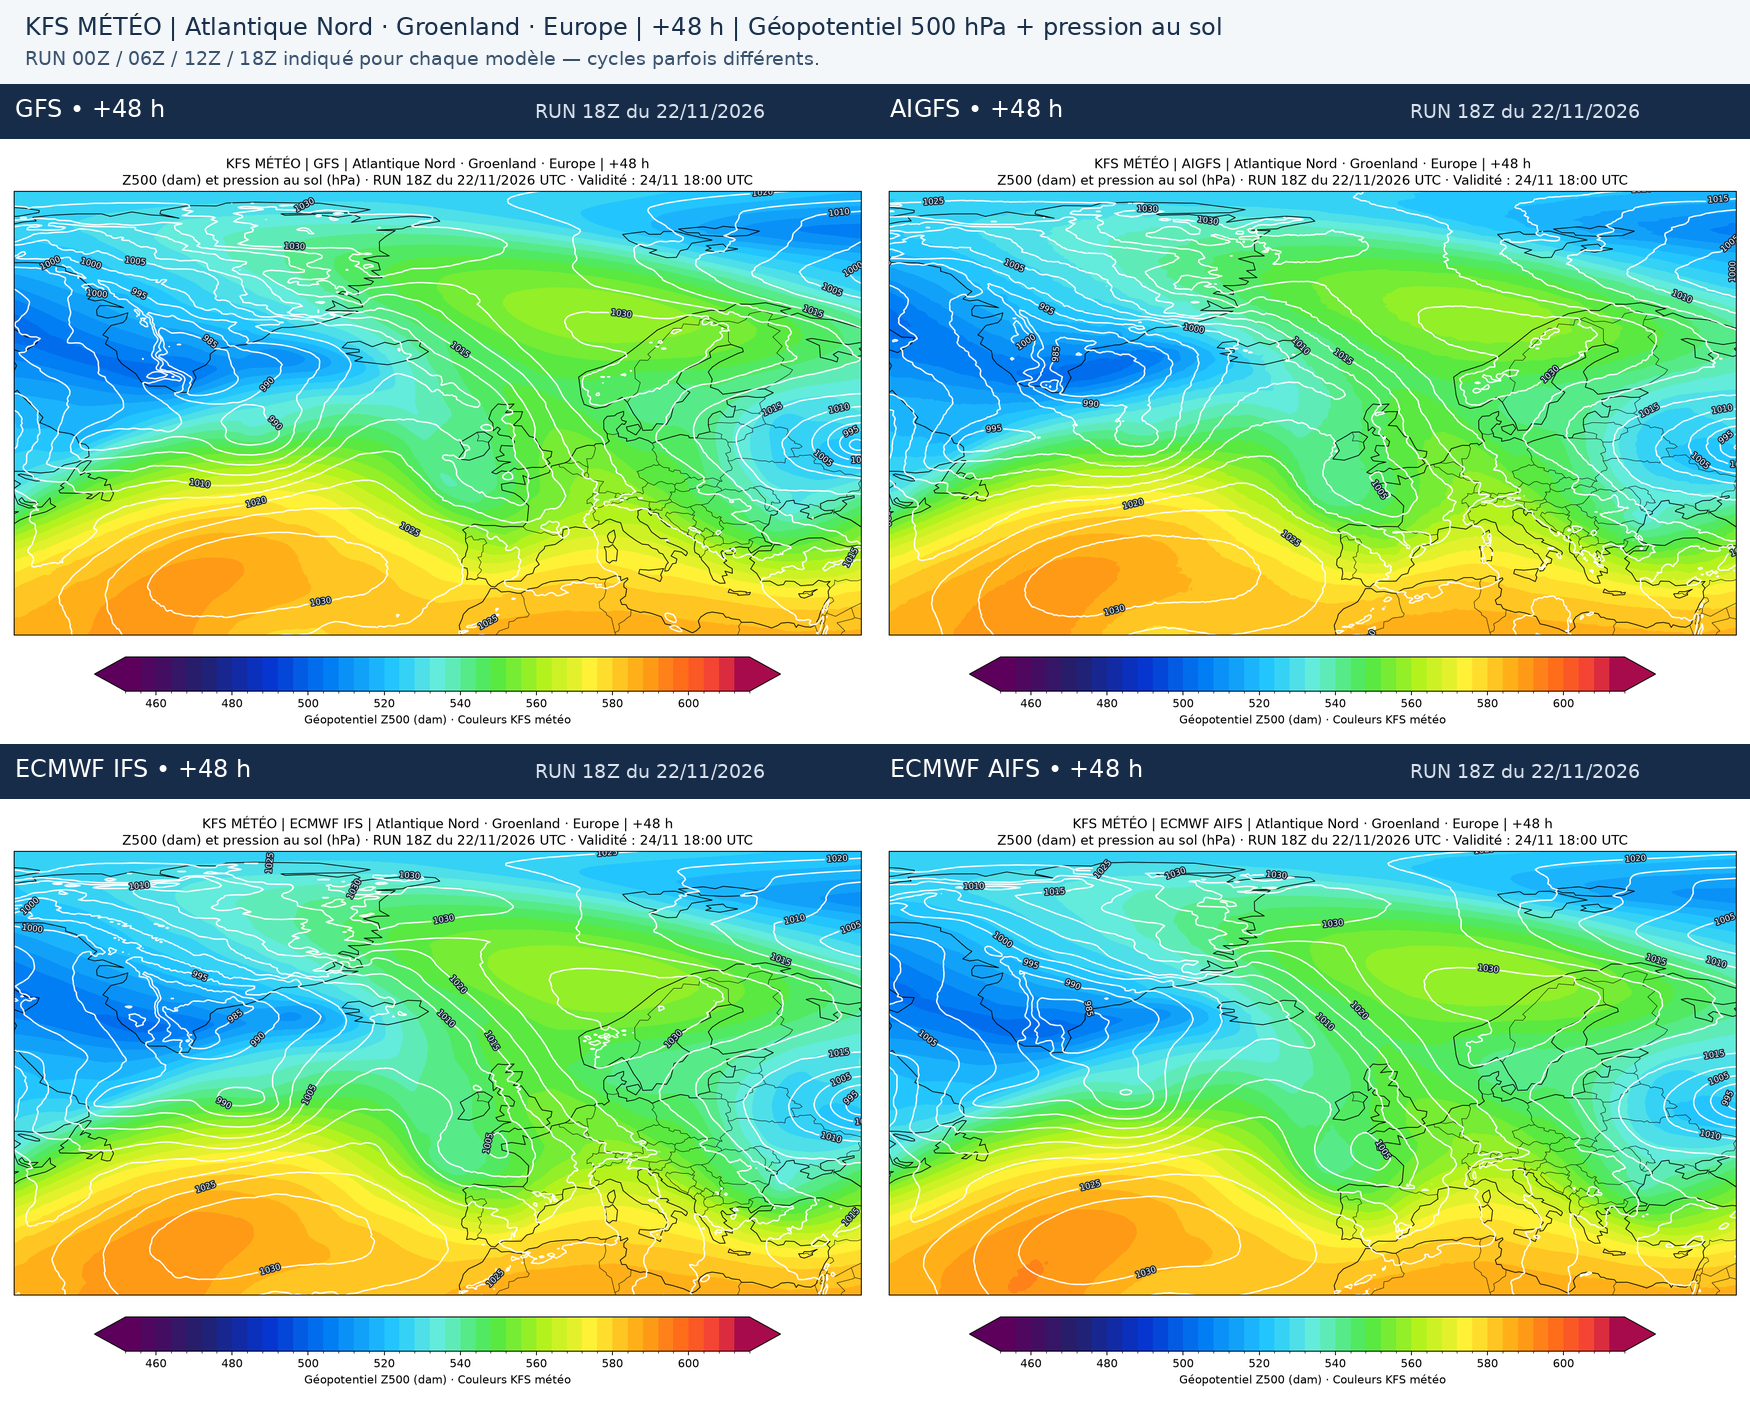 KFS MÉTÉO | Atlantique Nord · Groenland · Europe | +48 h | Géopotentiel 500 hPa + pression au sol
RUN 00Z / 06Z / 12Z / 18Z indiqué pour chaque modèle — cycles parfois différents.
GFS • +48 h
RUN 18Z du 22/11/2026
AIGFS • +48 h
RUN 18Z du 22/11/2026
KFS MÉTÉO | GFS | Atlantique Nord · Groenland · Europe | +48 h
Z500 (dam) et pression au sol (hPa) · RUN 18Z du 22/11/2026 UTC · Validité : 24/11 18:00 UTC
460 480 500 520 540 560 580 600
Géopotentiel Z500 (dam) · Couleurs KFS météo
KFS MÉTÉO | AIGFS | Atlantique Nord · Groenland · Europe | +48 h
Z500 (dam) et pression au sol (hPa) · RUN 18Z du 22/11/2026 UTC · Validité : 24/11 18:00 UTC
460 480 500 520 540 560 580 600
Géopotentiel Z500 (dam) · Couleurs KFS météo
ECMWF IFS • +48 h
RUN 18Z du 22/11/2026
ECMWF AIFS • +48 h
RUN 18Z du 22/11/2026
KFS MÉTÉO | ECMWF IFS | Atlantique Nord · Groenland · Europe | +48 h
Z500 (dam) et pression au sol (hPa) · RUN 18Z du 22/11/2026 UTC · Validité : 24/11 18:00 UTC
460 480 500 520 540 560 580 600
Géopotentiel Z500 (dam) · Couleurs KFS météo
KFS MÉTÉO | ECMWF AIFS | Atlantique Nord · Groenland · Europe | +48 h
Z500 (dam) et pression au sol (hPa) · RUN 18Z du 22/11/2026 UTC · Validité : 24/11 18:00 UTC
460 480 500 520 540 560 580 600
Géopotentiel Z500 (dam) · Couleurs KFS météo